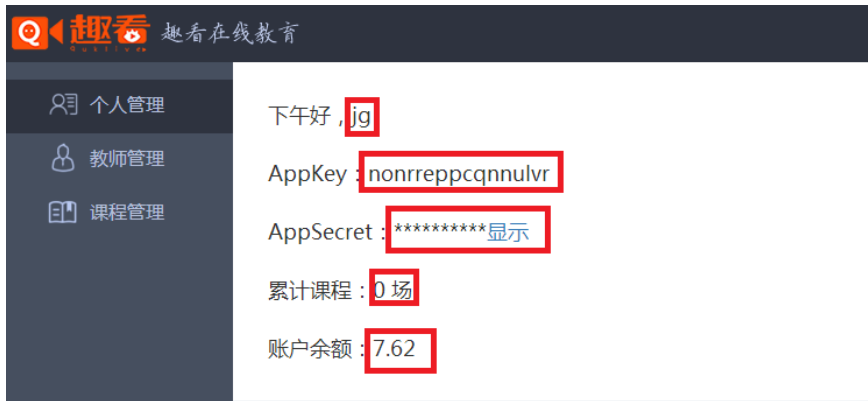 趣看 趣看在线教育
Quklive
个人管理
教师管理
课程管理
下午好，jg
AppKey：nonrreppcqnnulvr
AppSecret：**********显示
累计课程：0 场
账户余额：7.62